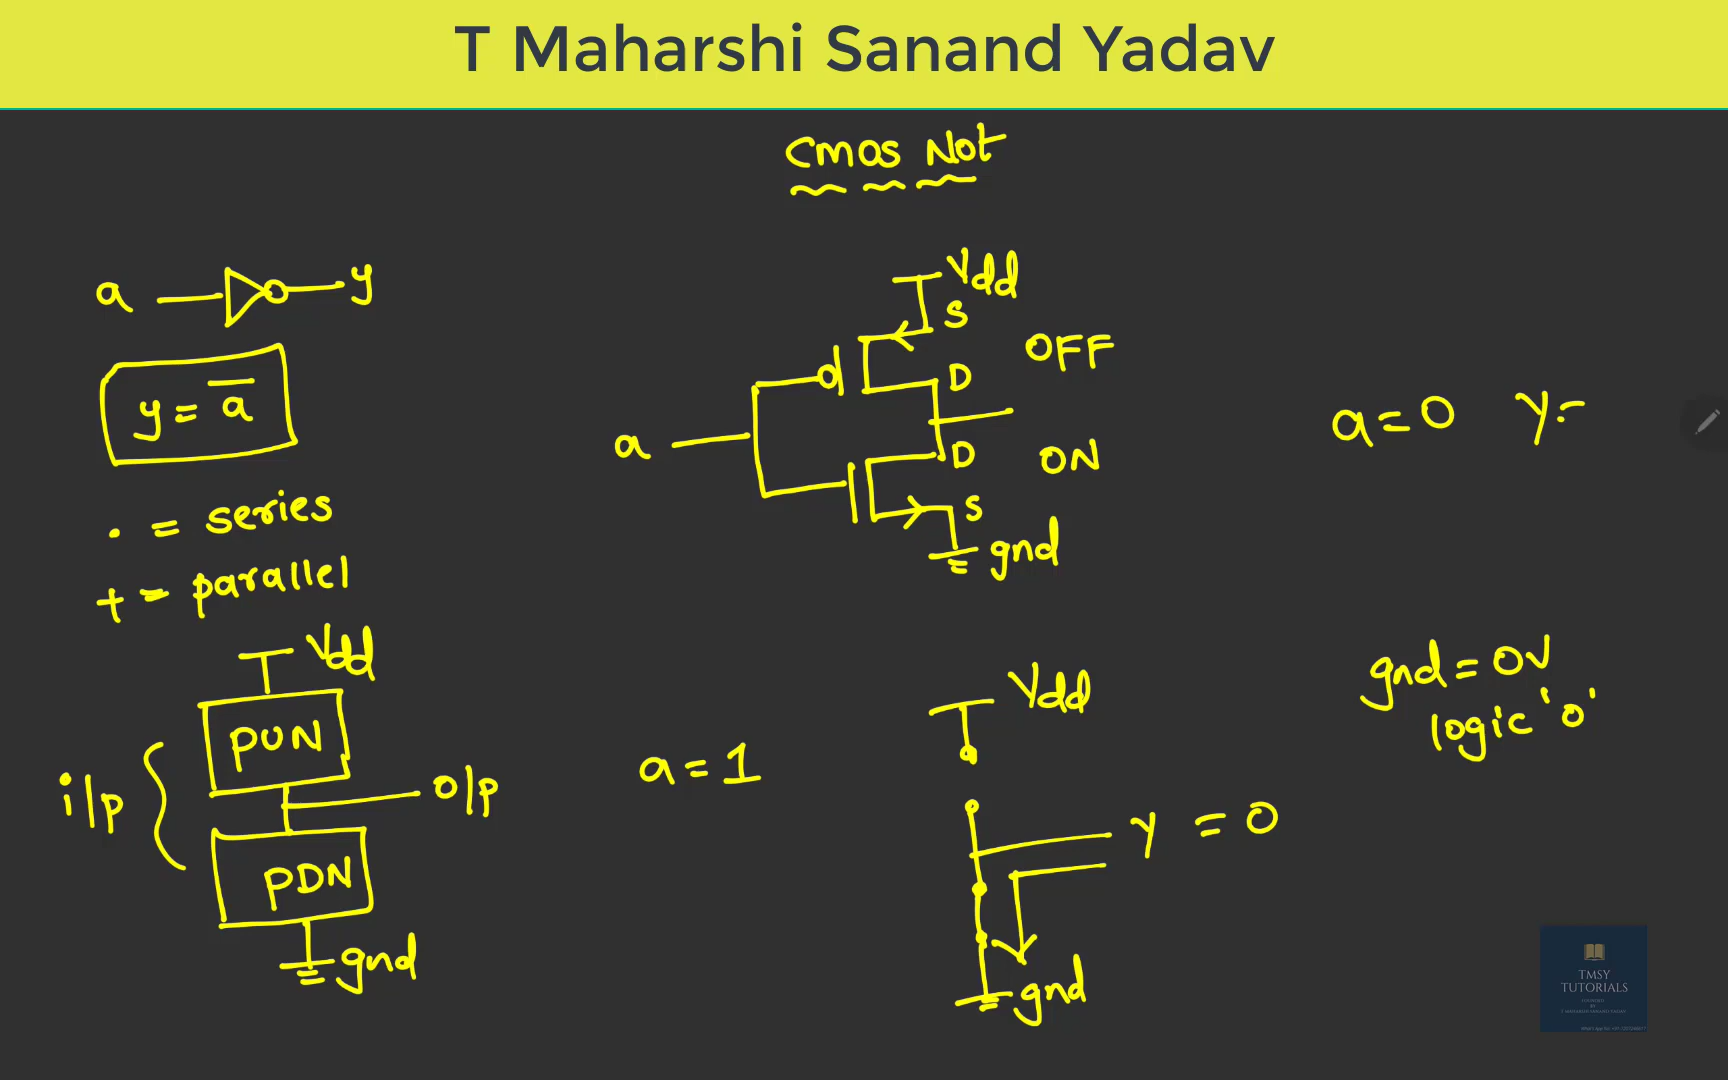 T Maharshi Sanand Yadav
Cmos Not
a y
y = a̅
. = series
+ = parallel
Vdd
PUN
i/p
o/p
PDN
gnd
Vdd
S
OFF
D
a
D
ON
S
gnd
a=0 y=
a = 1
Vdd
y = 0
gnd
gnd = 0V
logic '0'
TMSY
TUTORIALS